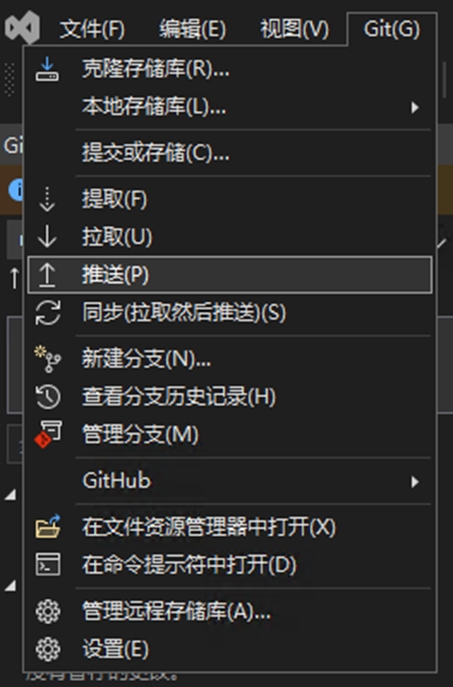 文件(F) 编辑(E) 视图(V) Git(G)
克隆存储库(R)...
本地存储库(L)...
提交或存储(C)...
提取(F)
拉取(U)
推送(P)
同步(拉取然后推送)(S)
新建分支(N)...
查看分支历史记录(H)
管理分支(M)
GitHub
在文件资源管理器中打开(X)
在命令提示符中打开(D)
管理远程存储库(A)...
设置(E)